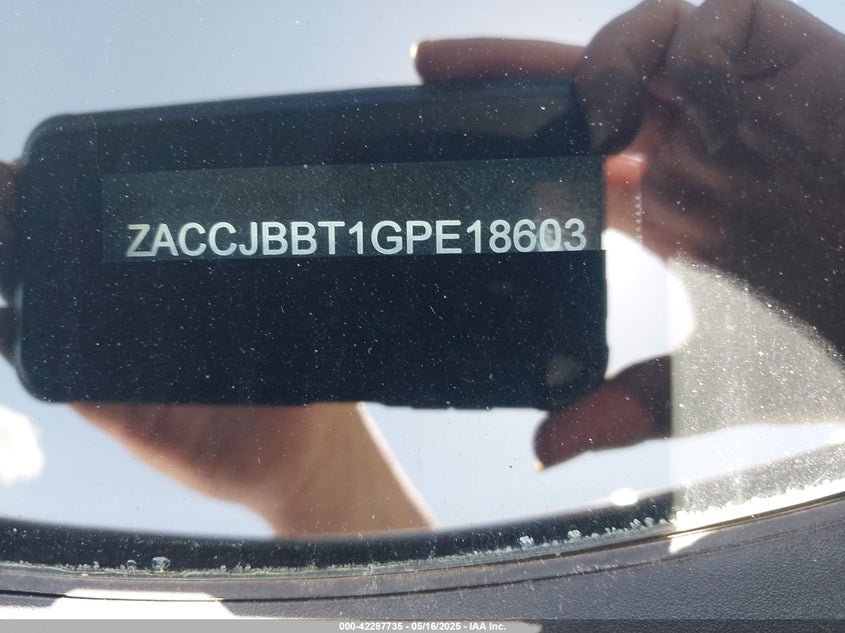 ZACCJBBT1GPE18603
000-42287735 - 05/16/2025 - IAA Inc.